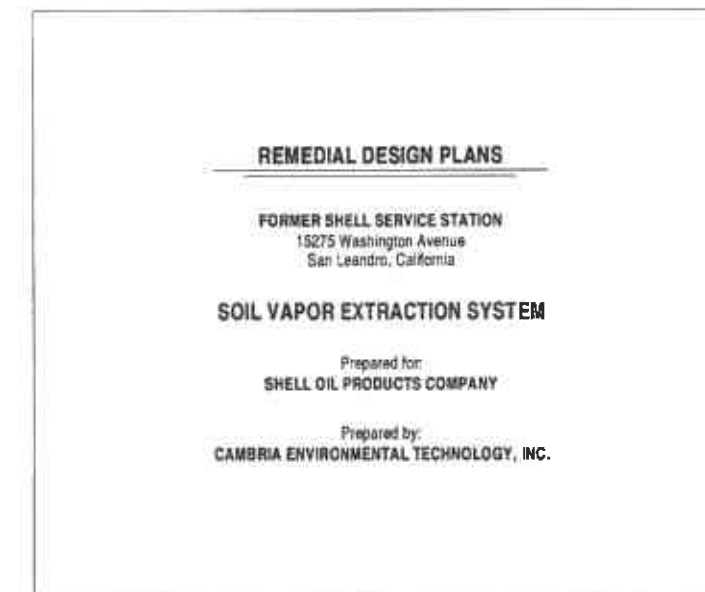 REMEDIAL DESIGN PLANS
FORMER SHELL SERVICE STATION
15275 Washington Avenue
San Leandro, California
SOIL VAPOR EXTRACTION SYSTEM
Prepared for:
SHELL OIL PRODUCTS COMPANY
Prepared by:
CAMBRIA ENVIRONMENTAL TECHNOLOGY, INC.